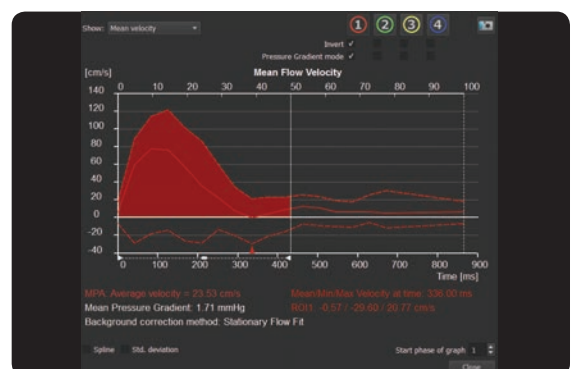 Show: Mean velocity
1 2 3 4
Invert
Pressure Gradient mode
Mean Flow Velocity
[cm/s]
0 10 20 30 40 50 60 70 80 90 100
140
120
100
80
60
40
20
0
-20
-40
0 100 200 300 400 500 600 700 800 900
Time [ms]
MPA. Average velocity = 23.53 cm/s
Mean/Min/Max Velocity at time: 336.00 ms
Mean Pressure Gradient: 1.71 mmHg
ROI1: -0.57 / -29.60 / 20.77 cm/s
Background correction method: Stationary Flow Fit
Spline Std. deviation
Start phase of graph 1
Close